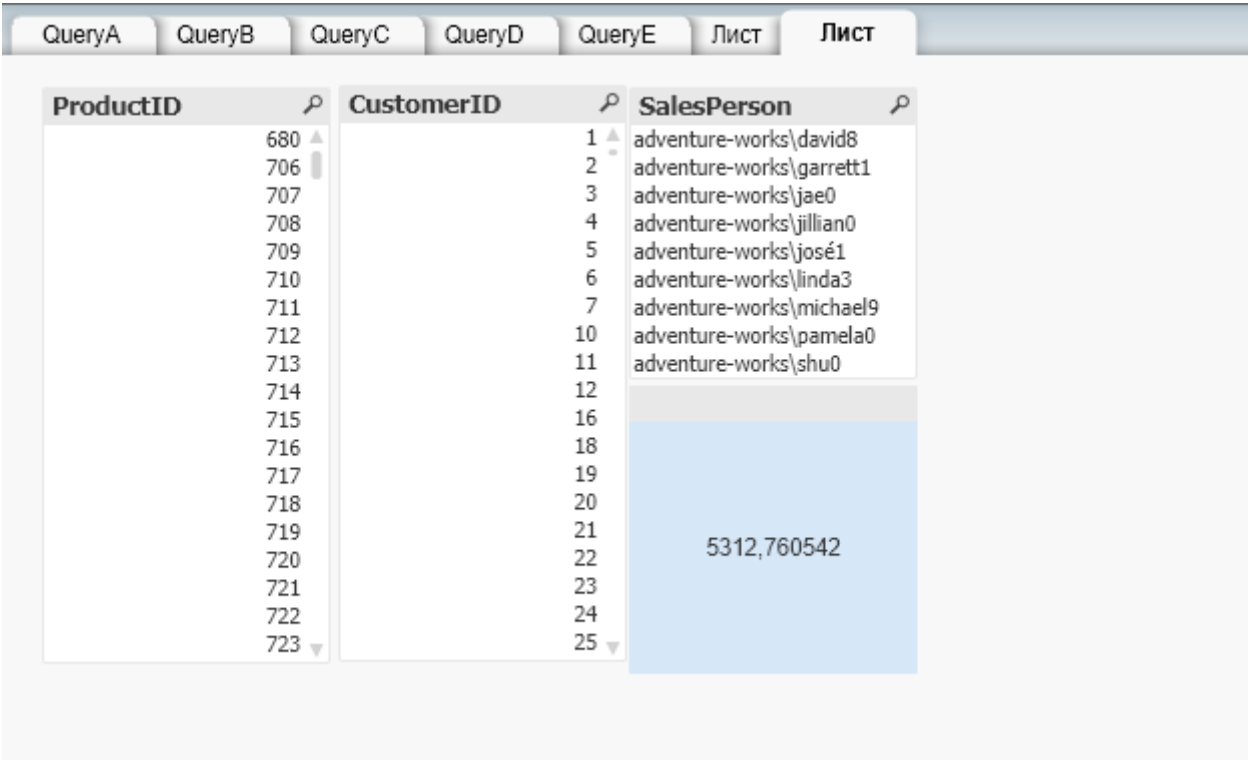 QueryA QueryB QueryC QueryD QueryE Лист Лист
ProductID CustomerID SalesPerson
680 1 adventure-works\david8
706 2 adventure-works\garrett1
707 3 adventure-works\jae0
708 4 adventure-works\jillian0
709 5 adventure-works\josé1
710 6 adventure-works\linda3
711 7 adventure-works\michael9
712 10 adventure-works\pamela0
713 11 adventure-works\shu0
714 12
715 16
716 18
717 19
718 20
719 21
5312,760542
720 22
721 23
722 24
723 25